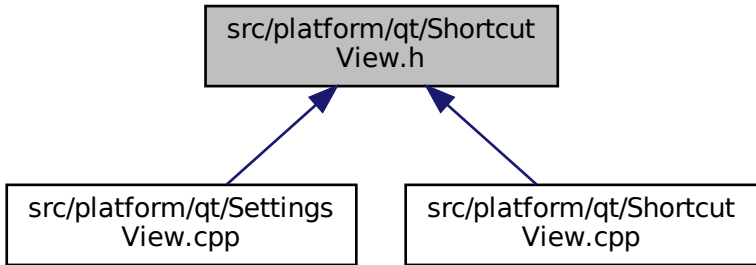 src/platform/qt/Shortcut
View.h
src/platform/qt/Settings
View.cpp
src/platform/qt/Shortcut
View.cpp